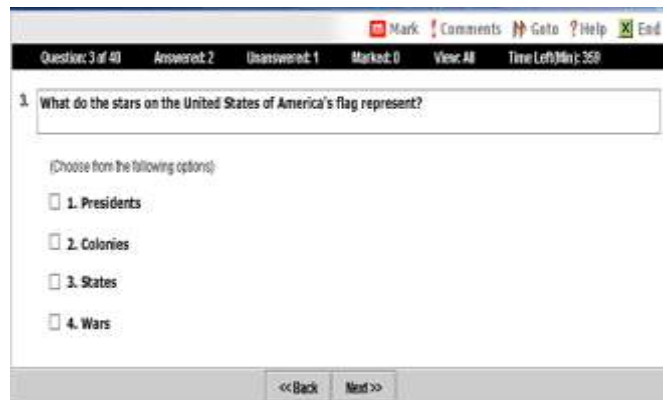 Mark Comments Goto Help End
Question: 3 of 40 Answered: 2 Unanswered: 1 Marked: 0 View: All Time Left(Min): 359
3. What do the stars on the United States of America's flag represent?
(Choose from the following options)
1. Presidents
2. Colonies
3. States
4. Wars
<< Back Next >>